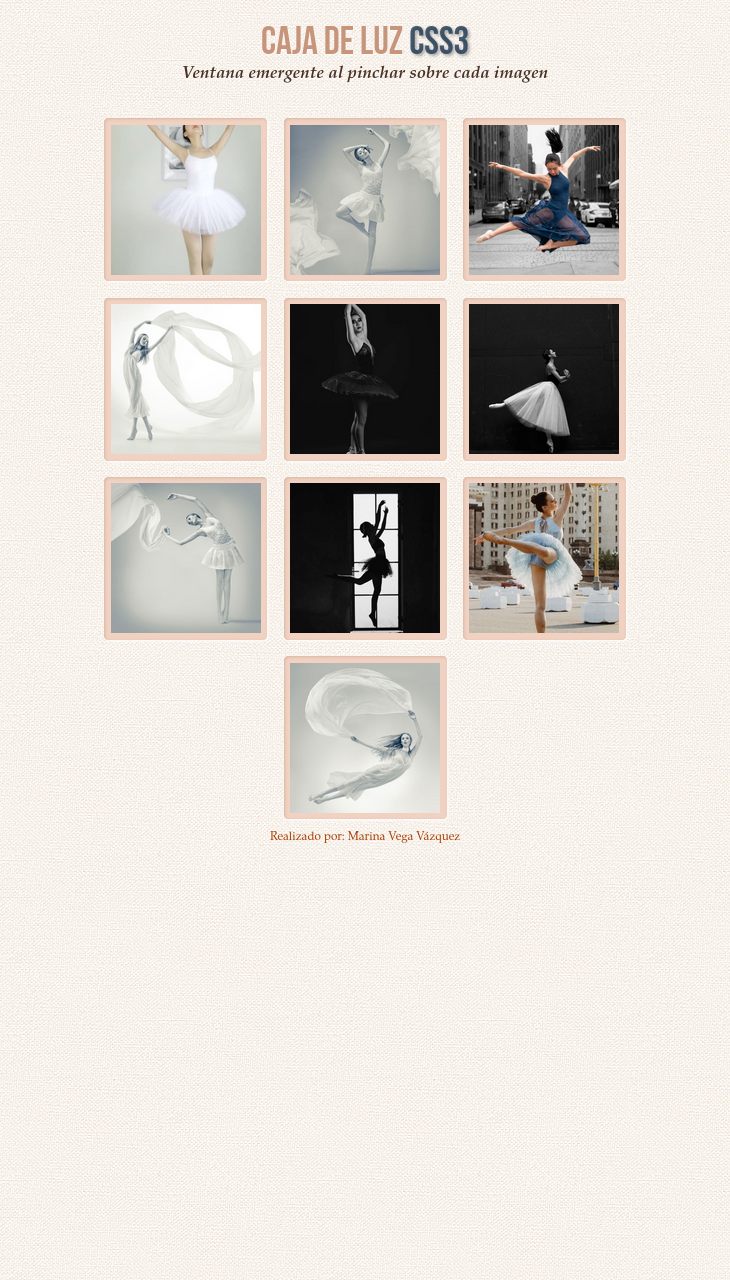 CAJA DE LUZ CSS3
Ventana emergente al pinchar sobre cada imagen
Realizado por: Marina Vega Vázquez